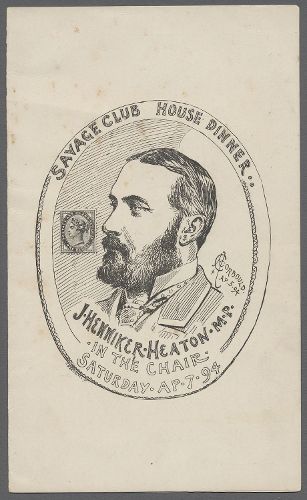 SAVAGE CLUB HOUSE DINNER..
J·HENNIKER·HEATON·M·P·
·IN THE CHAIR·
SATURDAY·AP·7·94